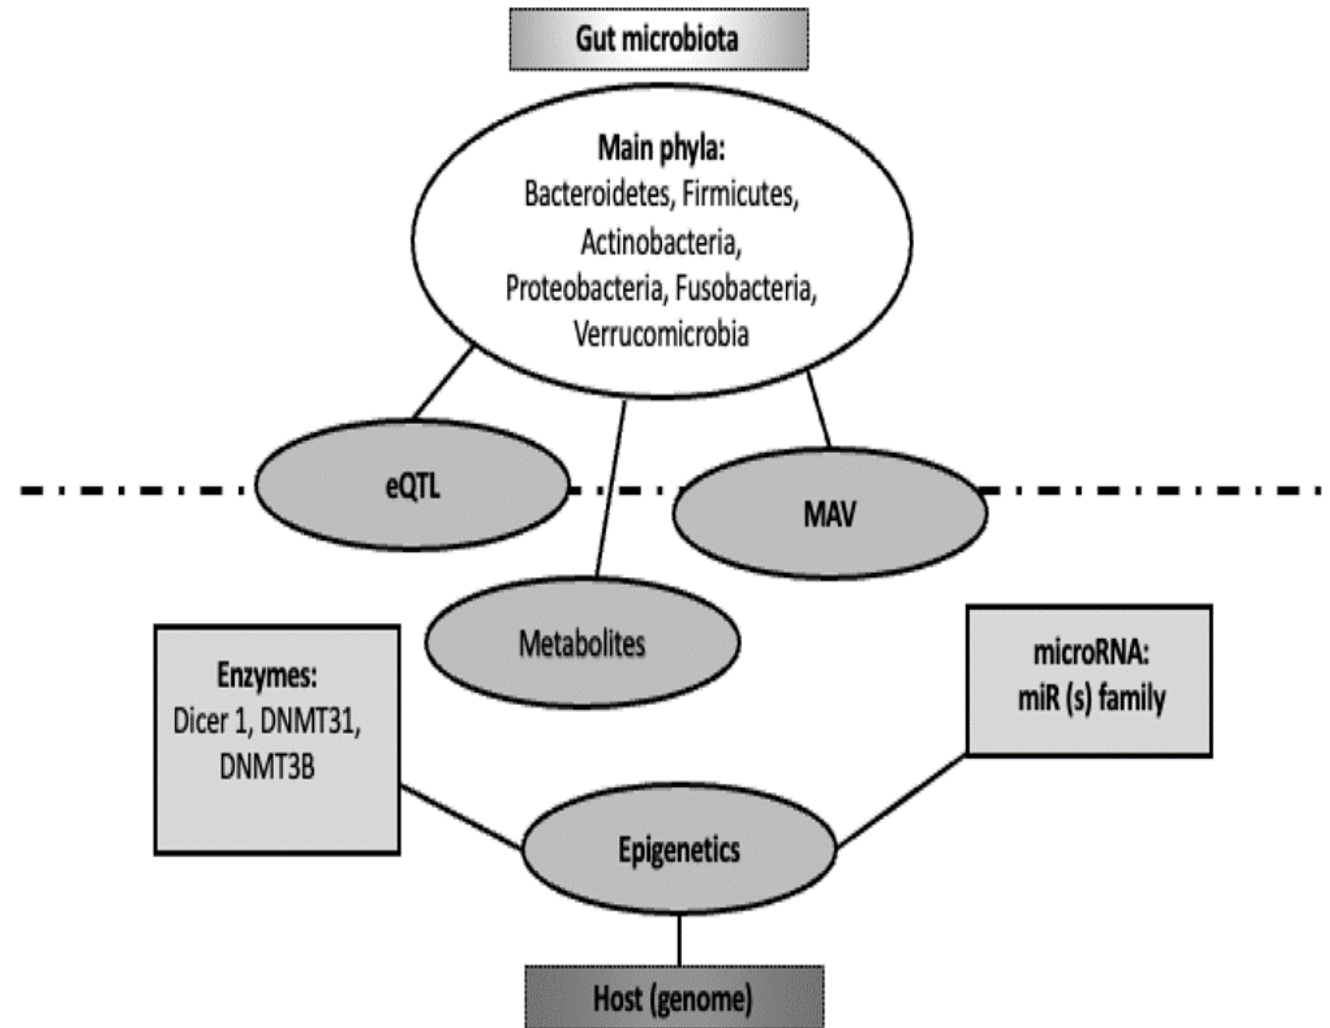 Gut microbiota
Main phyla:
Bacteroidetes, Firmicutes,
Actinobacteria,
Proteobacteria, Fusobacteria,
Verrucomicrobia
eQTL
MAV
Metabolites
Enzymes:
Dicer 1, DNMT31,
DNMT3B
microRNA:
miR (s) family
Epigenetics
Host (genome)